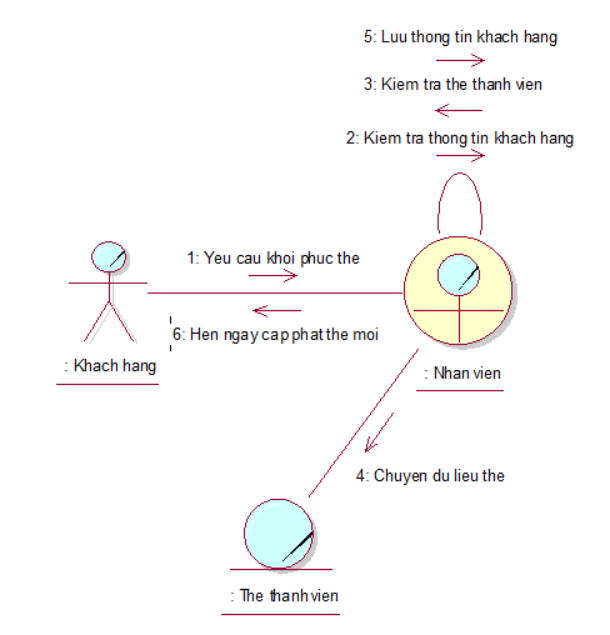 5: Luu thong tin khach hang
3: Kiem tra the thanh vien
2: Kiem tra thong tin khach hang
1: Yeu cau khoi phuc the
6: Hen ngay cap phat the moi
: Khach hang
: Nhan vien
4: Chuyen du lieu the
: The thanh vien